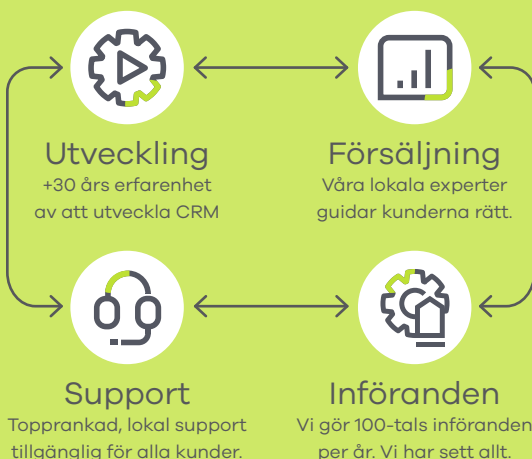 Utveckling
+30 års erfarenhet
av att utveckla CRM
Försäljning
Våra lokala experter
guidar kunderna rätt.
Support
Topprankad, lokal support
tillgänglig för alla kunder.
Införanden
Vi gör 100-tals införanden
per år. Vi har sett allt.